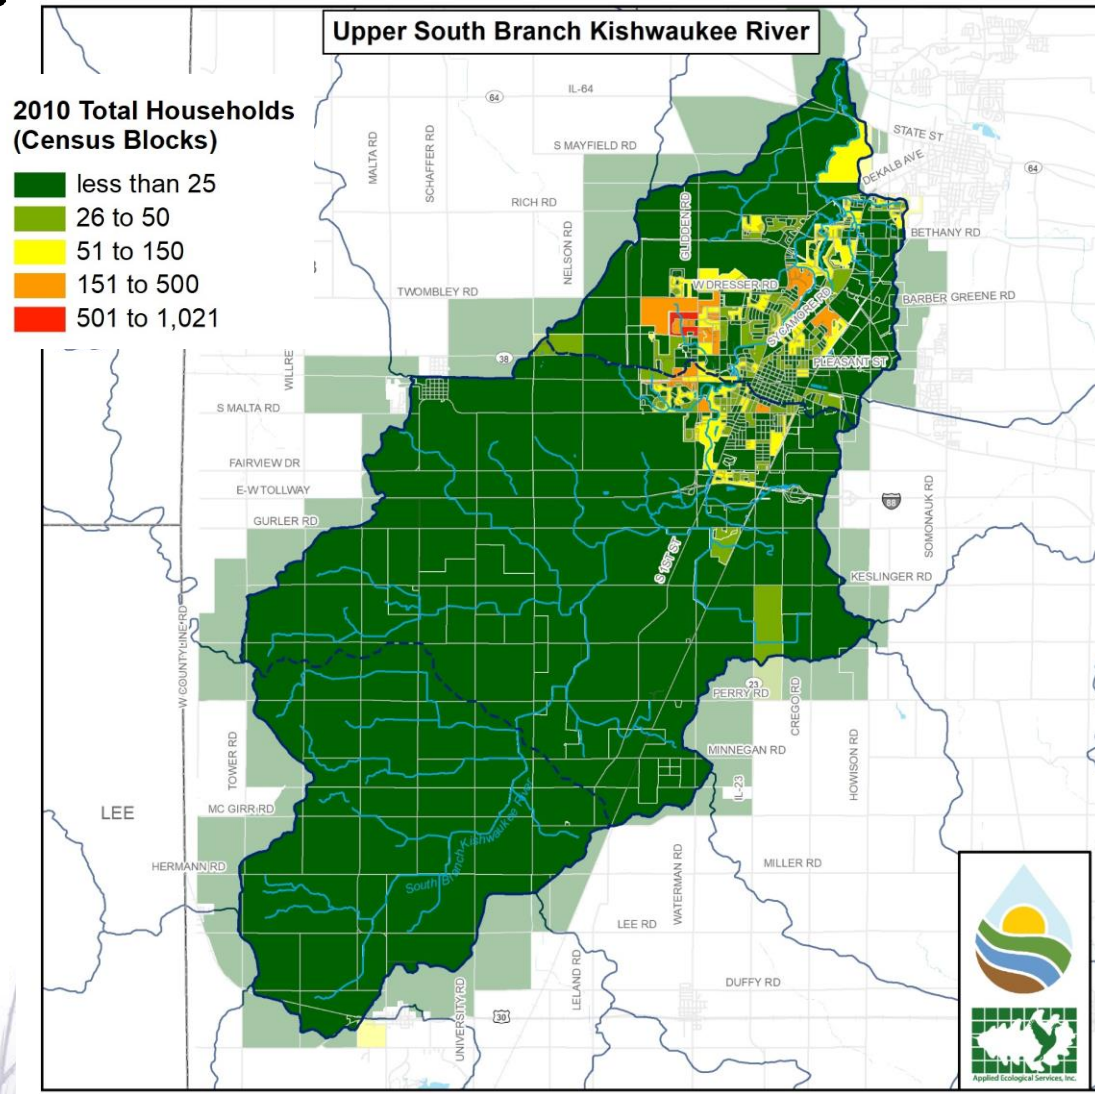 Upper South Branch Kishwaukee River
2010 Total Households
(Census Blocks)
less than 25
26 to 50
51 to 150
151 to 500
501 to 1,021
64
IL-64
MALTA RD
SCHAFFER RD
S MAYFIELD RD
STATE ST
DEKALB AVE
64
RICH RD
GLIDDEN RD
NELSON RD
BETHANY RD
TWOMBLEY RD
W DRESSER RD
BARBER GREENE RD
SYCAMORE RD
38
PLEASANT ST
WILLRE
S MALTA RD
FAIRVIEW DR
E-W TOLLWAY
88
SOMONAUK RD
GURLER RD
S 1ST ST
KESLINGER RD
W COUNTYLINE RD
23
PERRY RD
CREGO RD
TOWER RD
MINNEGAN RD
HOWISON RD
IL-23
MC GIRR RD
LEE
South Branch Kishwaukee River
HERMANN RD
MILLER RD
WATERMAN RD
LEE RD
LELAND RD
DUFFY RD
UNIVERSITY RD
30
Applied Ecological Services, Inc.